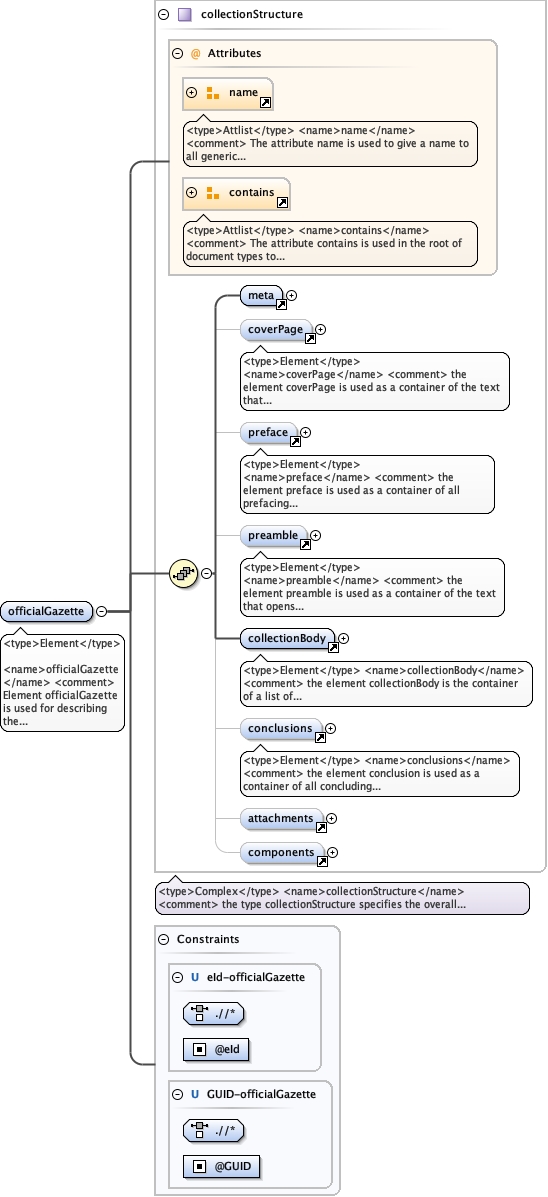 collectionStructure
@ Attributes
name
<type>Attlist</type> <name>name</name>
<comment> The attribute name is used to give a name to
all generic...
contains
<type>Attlist</type> <name>contains</name>
<comment> The attribute contains is used in the root of
document types to...
meta
coverPage
<type>Element</type>
<name>coverPage</name> <comment> the
element coverPage is used as a container of the text
that...
preface
<type>Element</type>
<name>preface</name> <comment> the
element preface is used as a container of all
prefacing...
preamble
<type>Element</type>
<name>preamble</name> <comment> the
element preamble is used as a container of the text
that opens...
officialGazette
<type>Element</type>
<name>officialGazette
</name> <comment>
Element officialGazette
is used for describing
the...
collectionBody
<type>Element</type> <name>collectionBody</name>
<comment> the element collectionBody is the container
of a list of...
conclusions
<type>Element</type> <name>conclusions</name>
<comment> the element conclusion is used as a
container of all concluding...
attachments
components
<type>Complex</type> <name>collectionStructure</name>
<comment> the type collectionStructure specifies the overall...
Constraints
U eId-officialGazette
.//*
@eId
U GUID-officialGazette
.//*
@GUID